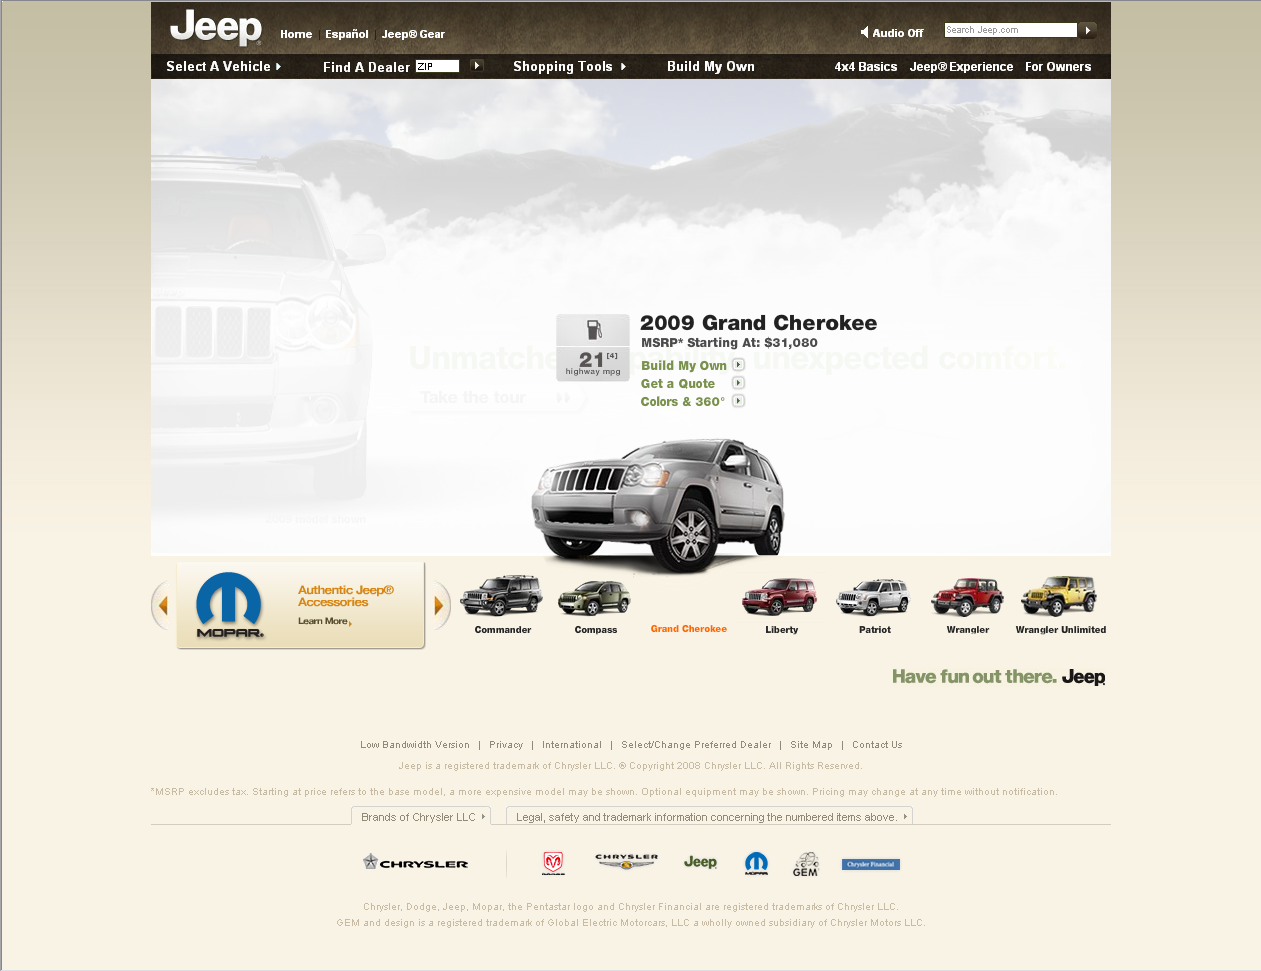 Jeep
Home Español Jeep® Gear
Audio Off
Search Jeep.com
Select A Vehicle Find A Dealer ZIP Shopping Tools Build My Own 4x4 Basics Jeep® Experience For Owners
2009 Grand Cherokee
MSRP* Starting At: $31,080
21 [4]
highway mpg
Unmatched capability, unexpected comfort.
Build My Own
Get a Quote
Colors & 360°
Take the tour
MOPAR.
Authentic Jeep®
Accessories
Learn More
Commander Compass Grand Cherokee Liberty Patriot Wrangler Wrangler Unlimited
Have fun out there. Jeep
Low Bandwidth Version | Privacy | International | Select/Change Preferred Dealer | Site Map | Contact Us
Jeep is a registered trademark of Chrysler LLC. © Copyright 2008 Chrysler LLC. All Rights Reserved.
*MSRP excludes tax. Starting at price refers to the base model, a more expensive model may be shown. Optional equipment may be shown. Pricing may change at any time without notification.
Brands of Chrysler LLC Legal, safety and trademark information concerning the numbered items above.
CHRYSLER DODGE CHRYSLER Jeep MOPAR GEM Chrysler Financial
Chrysler, Dodge, Jeep, Mopar, the Pentastar logo and Chrysler Financial are registered trademarks of Chrysler LLC.
GEM and design is a registered trademark of Global Electric Motorcars, LLC a wholly owned subsidiary of Chrysler Motors LLC.